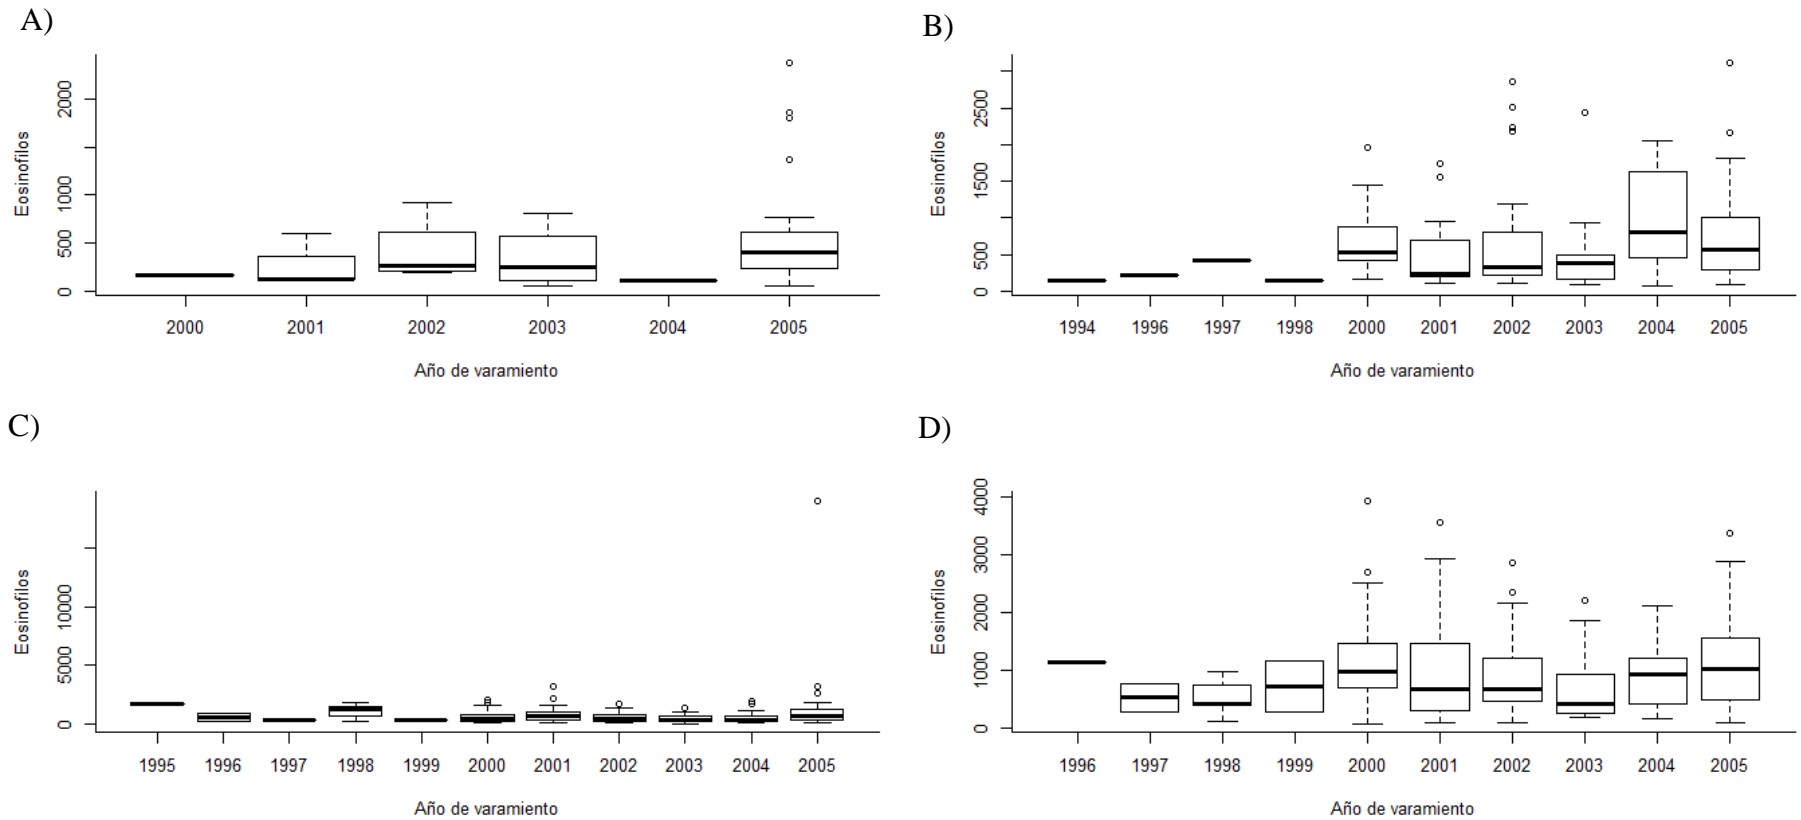 A)
Eosinofilos
2000
1000
500
0
2000 2001 2002 2003 2004 2005
Año de varamiento
B)
Eosinofilos
2500
1500
500
0
1994 1996 1997 1998 2000 2001 2002 2003 2004 2005
Año de varamiento
C)
Eosinofilos
10000
5000
0
1995 1996 1997 1998 1999 2000 2001 2002 2003 2004 2005
Año de varamiento
D)
Eosinofilos
4000
3000
2000
1000
0
1996 1997 1998 1999 2000 2001 2002 2003 2004 2005
Año de varamiento